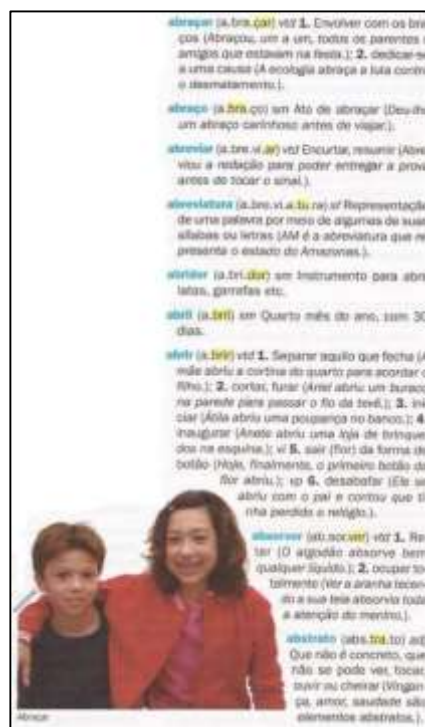 abraçar (a.bra.çar) vtd 1. Envolver com os bra
ços (Abraçou, um a um, todos os parentes e
amigos que estavam na festa.); 2. dedicar-se
a uma causa (A ecologia abraça a luta contra
o desmatamento.).
abraço (a.bra.ço) sm Ato de abraçar (Deu-lhe
um abraço carinhoso antes de viajar.).
abreviar (a.bre.vi.ar) vtd Encurtar, resumir (Abre
viou a redação para poder entregar a prova
antes de tocar o sinal.).
abreviatura (a.bre.vi.a.tu.ra) sf Representação
de uma palavra por meio de algumas de suas
sílabas ou letras (AM é a abreviatura que re
presenta o estado do Amazonas.).
abridor (a.bri.dor) sm Instrumento para abrir
latas, garrafas etc.
abril (a.bril) sm Quarto mês do ano, com 30
dias.
abrir (a.brir) vtd 1. Separar aquilo que fecha (A
mãe abriu a cortina do quarto para acordar o
filho.); 2. cortar, furar (Ariel abriu um buraco
na parede para passar o fio da tevê.); 3. ini
ciar (Átila abriu uma poupança no banco.); 4.
inaugurar (Anete abriu uma loja de brinque
dos na esquina.); vi 5. sair (flor) da forma de
botão (Hoje, finalmente, o primeiro botão da
flor abriu.); vp 6. desabafar (Ele se
abriu com o pai e contou que ti
nha perdido o relógio.).
absorver (ab.sor.ver) vtd 1. Re
ter (O algodão absorve bem
qualquer líquido.); 2. ocupar to
talmente (Ver a aranha tecen
do a sua teia absorvia toda
a atenção do menino.).
abstrato (abs.tra.to) adj
Que não é concreto, que
não se pode ver, tocar,
ouvir ou cheirar (Vingan
ça, amor, saudade são
elementos abstratos.).
Abraçar